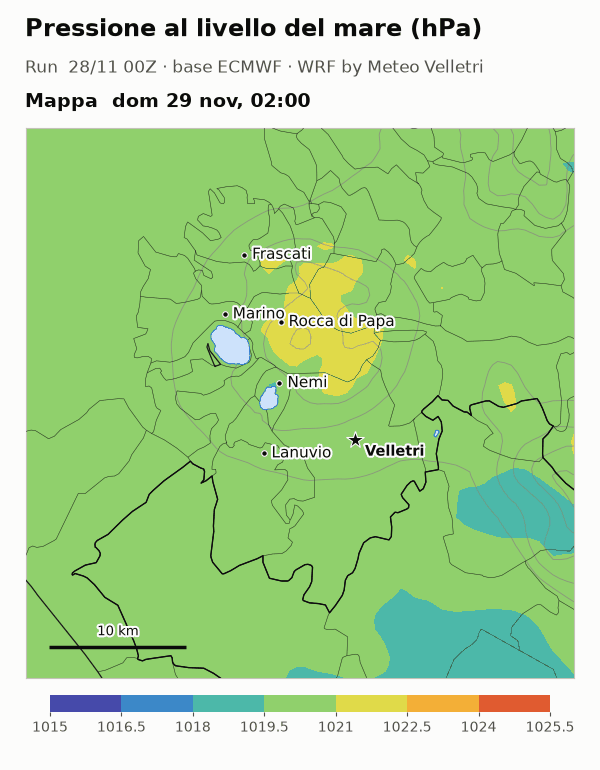 Pressione al livello del mare (hPa)
Run  28/11 00Z · base ECMWF · WRF by Meteo Velletri
Mappa  dom 29 nov, 02:00
Frascati
Marino
Rocca di Papa
Nemi
Lanuvio
Velletri
10 km
1015 1016.5 1018 1019.5 1021 1022.5 1024 1025.5